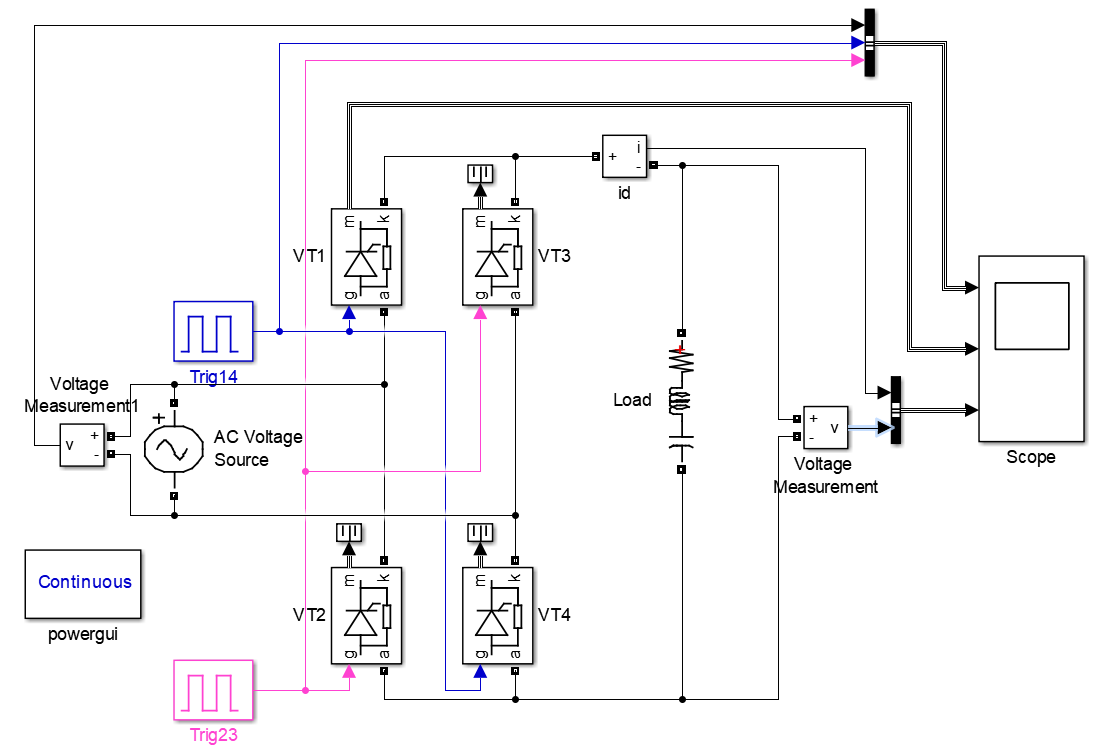 i
+
-
id
m
k
VT1
g
a
m
k
VT3
g
a
Trig14
Voltage
Measurement1
+
v
-
+
AC Voltage
Source
Load
+
v
-
Voltage
Measurement
Scope
Continuous
powergui
m
k
VT2
g
a
m
k
VT4
g
a
Trig23